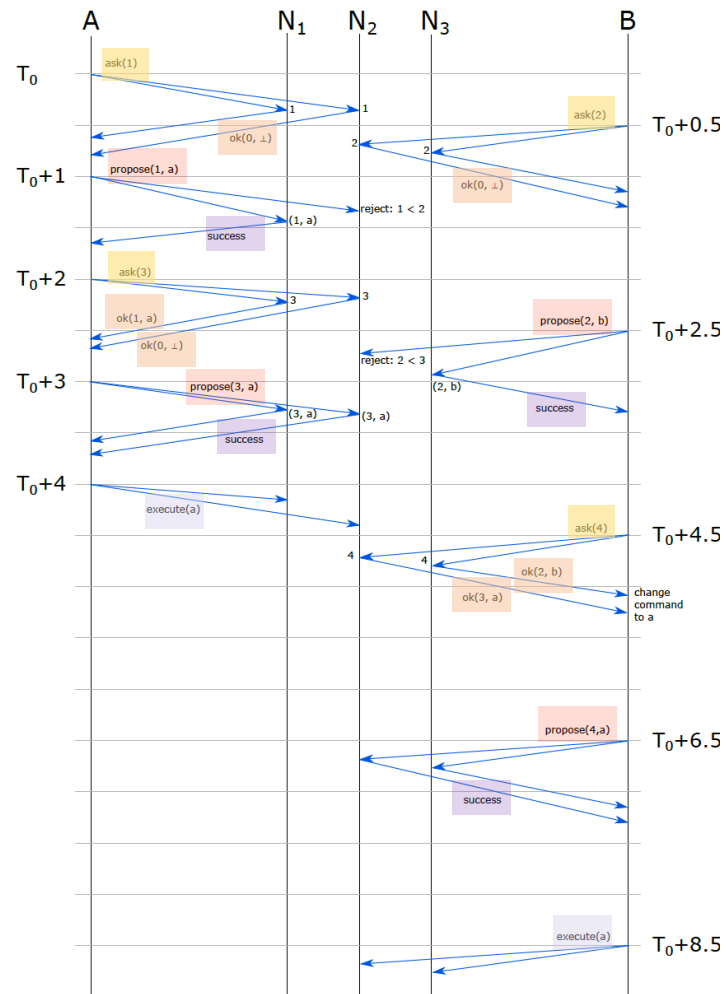 A N₁ N₂ N₃ B
T₀
ask(1)
1
1
ask(2)
T₀+0.5
ok(0, ⊥)
2
2
T₀+1
propose(1, a)
ok(0, ⊥)
reject: 1 < 2
(1, a)
success
T₀+2
ask(3)
3
3
ok(1, a)
propose(2, b)
T₀+2.5
ok(0, ⊥)
reject: 2 < 3
T₀+3
propose(3, a)
(2, b)
(3, a)
(3, a)
success
success
T₀+4
execute(a)
ask(4)
T₀+4.5
4
4
ok(2, b)
ok(3, a)
change
command
to a
propose(4,a)
T₀+6.5
success
execute(a)
T₀+8.5